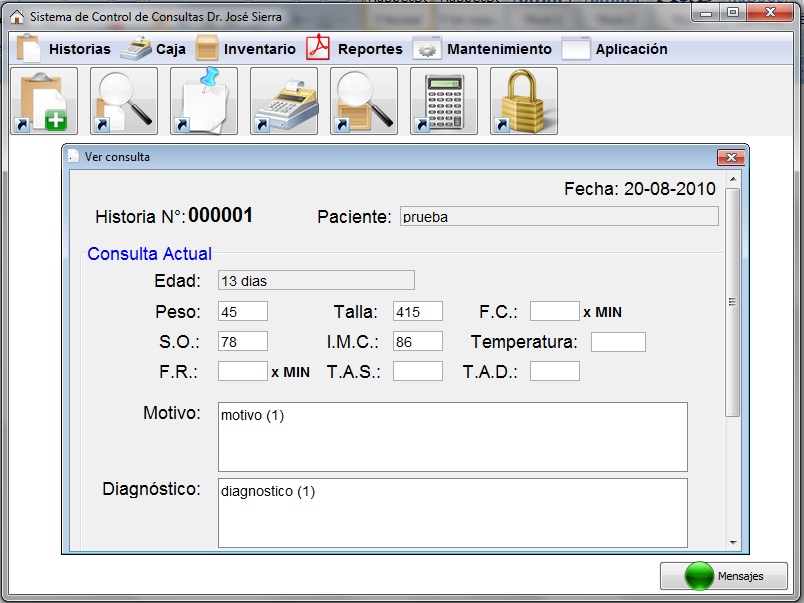 Sistema de Control de Consultas Dr. José Sierra
Historias Caja Inventario Reportes Mantenimiento Aplicación
Ver consulta
Fecha: 20-08-2010
Historia N°: 000001 Paciente: prueba
Consulta Actual
Edad: 13 dias
Peso: 45 Talla: 415 F.C.: x MIN
S.O.: 78 I.M.C.: 86 Temperatura:
F.R.: x MIN T.A.S.: T.A.D.:
Motivo: motivo (1)
Diagnóstico: diagnostico (1)
Mensajes